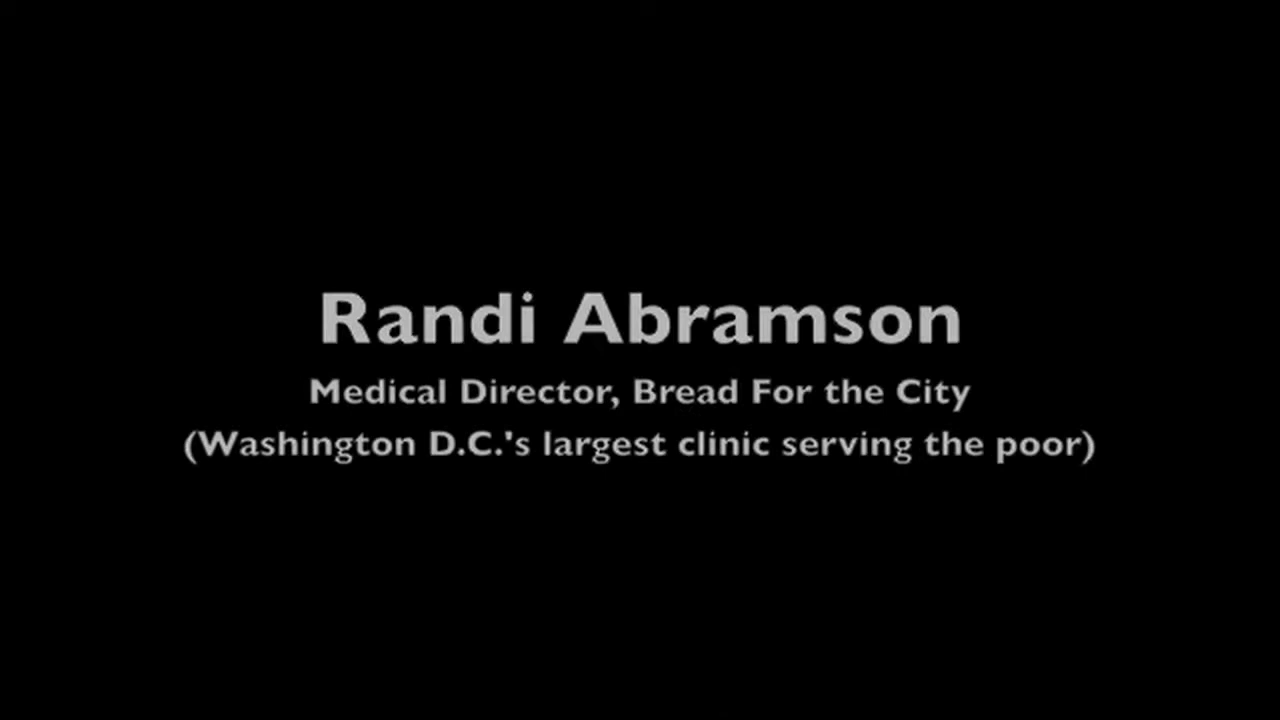 Randi Abramson
Medical Director, Bread For the City
(Washington D.C.'s largest clinic serving the poor)